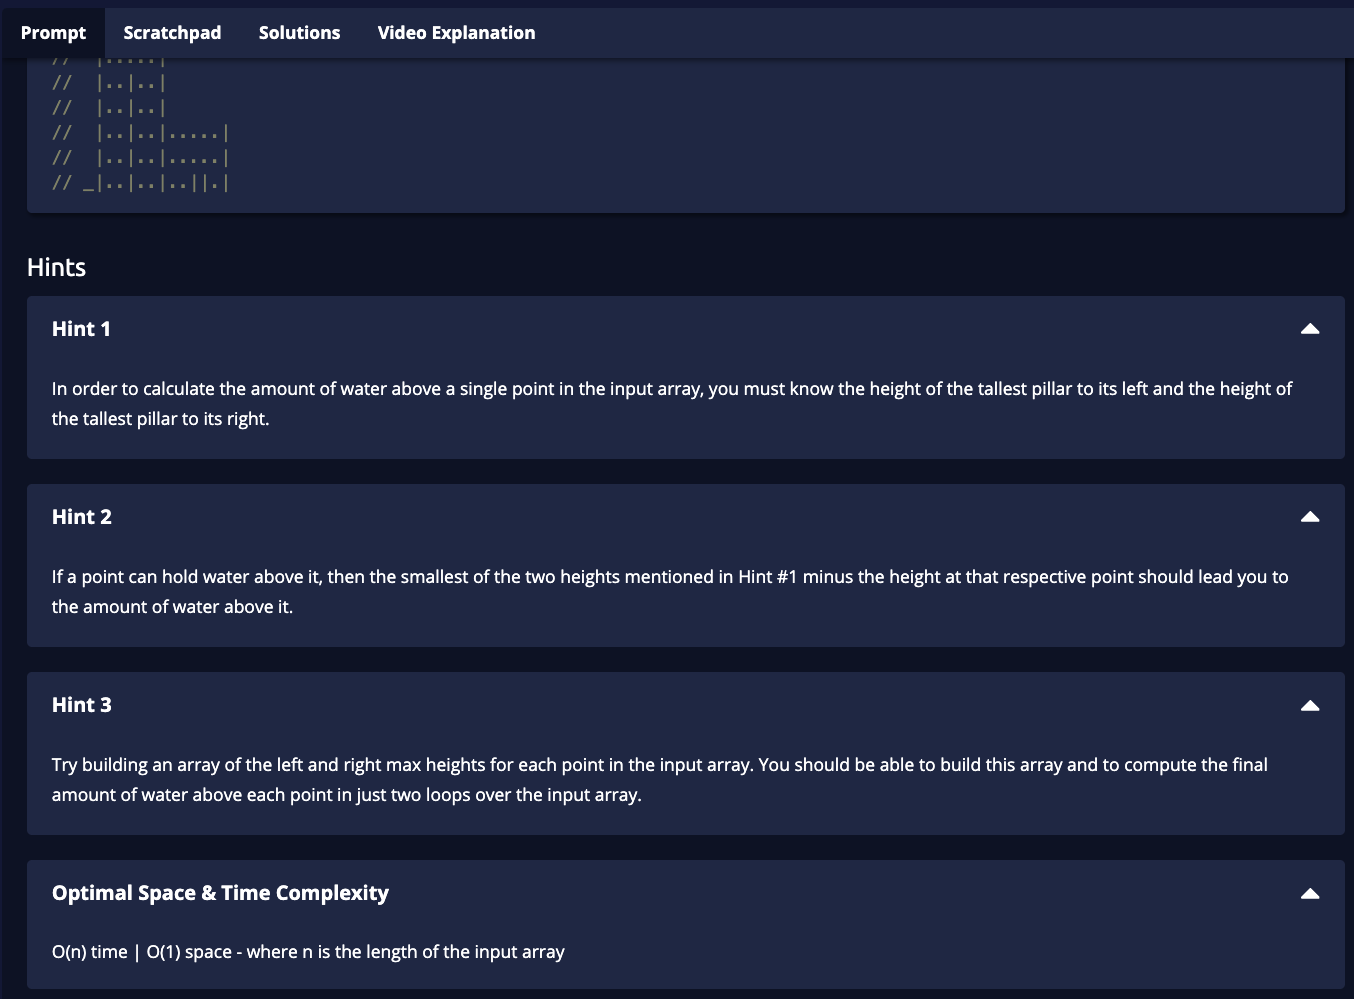 Prompt Scratchpad Solutions Video Explanation
// |.....|
// |..|..|
// |..|..|
// |..|..|.....|
// |..|..|.....|
// _|..|..|..||.|
Hints
Hint 1
In order to calculate the amount of water above a single point in the input array, you must know the height of the tallest pillar to its left and the height of
the tallest pillar to its right.
Hint 2
If a point can hold water above it, then the smallest of the two heights mentioned in Hint #1 minus the height at that respective point should lead you to
the amount of water above it.
Hint 3
Try building an array of the left and right max heights for each point in the input array. You should be able to build this array and to compute the final
amount of water above each point in just two loops over the input array.
Optimal Space & Time Complexity
O(n) time | O(1) space - where n is the length of the input array